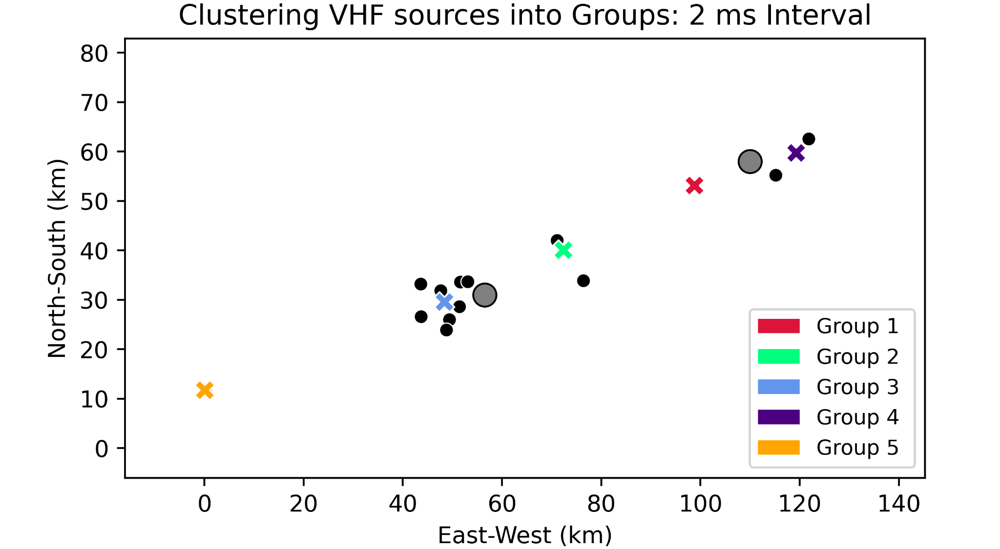 Clustering VHF sources into Groups: 2 ms Interval
80
70
60
50
40
30
20
10
0
North-South (km)
Group 1
Group 2
Group 3
Group 4
Group 5
0 20 40 60 80 100 120 140
East-West (km)